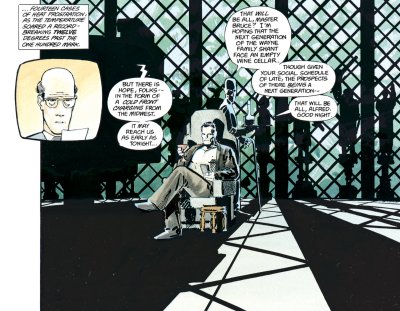 ... FOURTEEN CASES
OF HEAT PROSTRATION,
AS THE TEMPERATURE
SOARED A RECORD-
BREAKING TWELVE
DEGREES PAST THE
ONE HUNDRED MARK.
BUT THERE IS
HOPE, FOLKS--
IN THE FORM OF
A COLD FRONT
CHARGING FROM
THE MIDWEST.
IT MAY
REACH US
AS EARLY AS
TONIGHT...
THAT WILL
BE ALL, MASTER
BRUCE? I'M
HOPING THAT THE
NEXT GENERATION
OF THE WAYNE
FAMILY SHAN'T
FACE AN EMPTY
WINE CELLAR.
THOUGH GIVEN
YOUR SOCIAL SCHEDULE
OF LATE, THE PROSPECTS
OF THERE BEING A
NEXT GENERATION--
THAT WILL
BE ALL, ALFRED.
GOOD NIGHT.